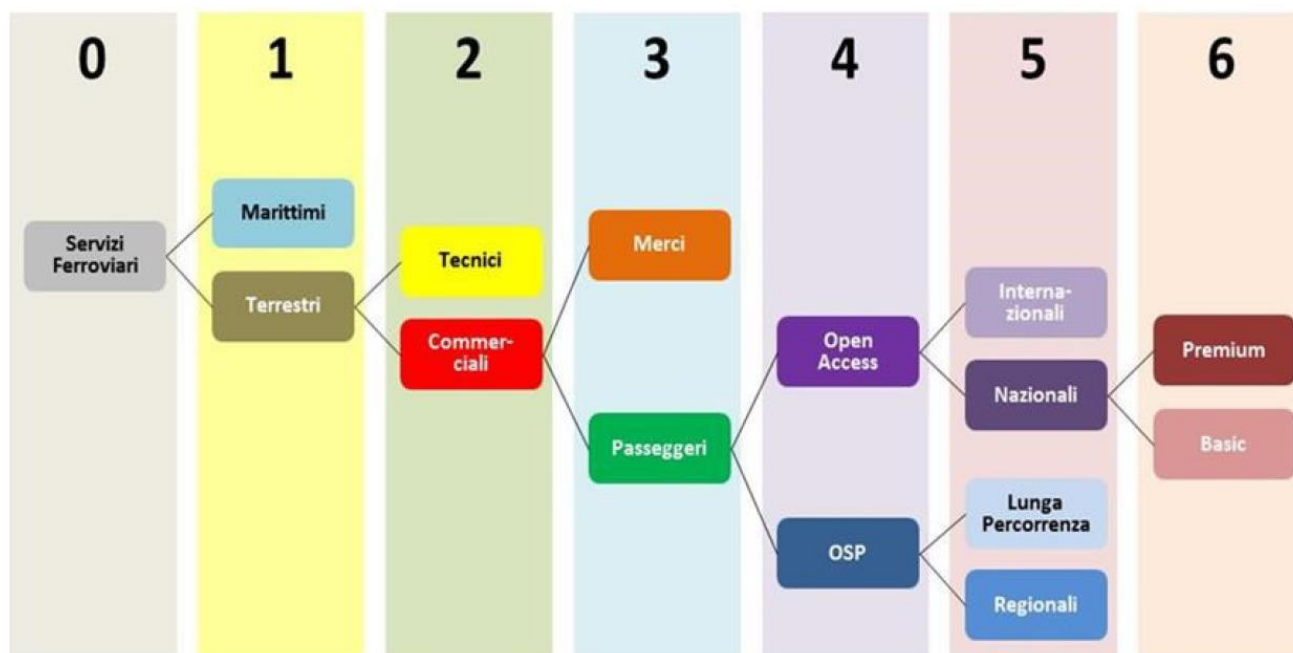 0 1 2 3 4 5 6
Servizi
Ferroviari
Marittimi
Terrestri
Tecnici
Commer-
ciali
Merci
Passeggeri
Open
Access
OSP
Interna-
zionali
Nazionali
Lunga
Percorrenza
Regionali
Premium
Basic